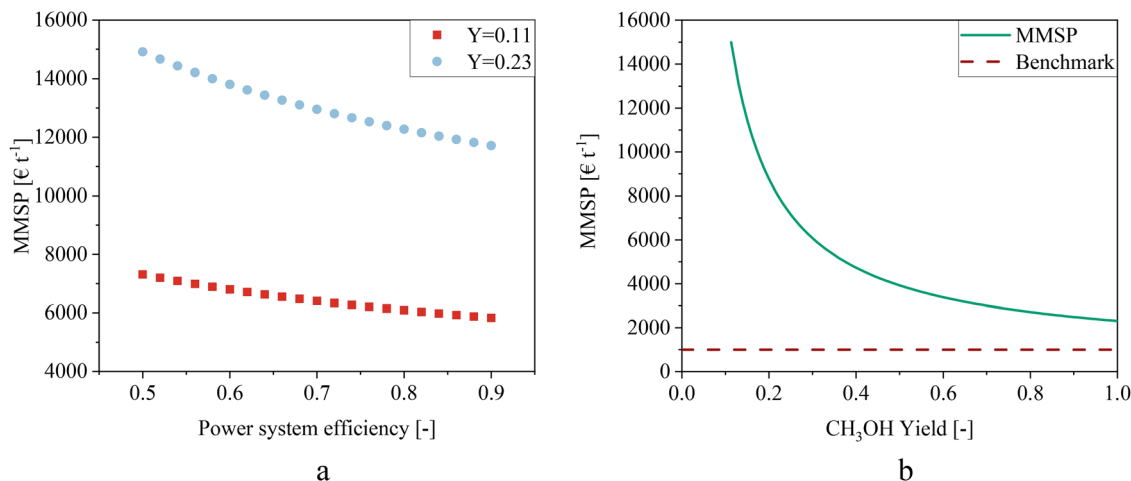 16000
14000
12000
10000
8000
6000
4000
MMSP [€ t-1]
Y=0.11
Y=0.23
0.5 0.6 0.7 0.8 0.9
Power system efficiency [-]
a
16000
14000
12000
10000
8000
6000
4000
2000
0
MMSP [€ t-1]
MMSP
Benchmark
0.0 0.2 0.4 0.6 0.8 1.0
CH3OH Yield [-]
b